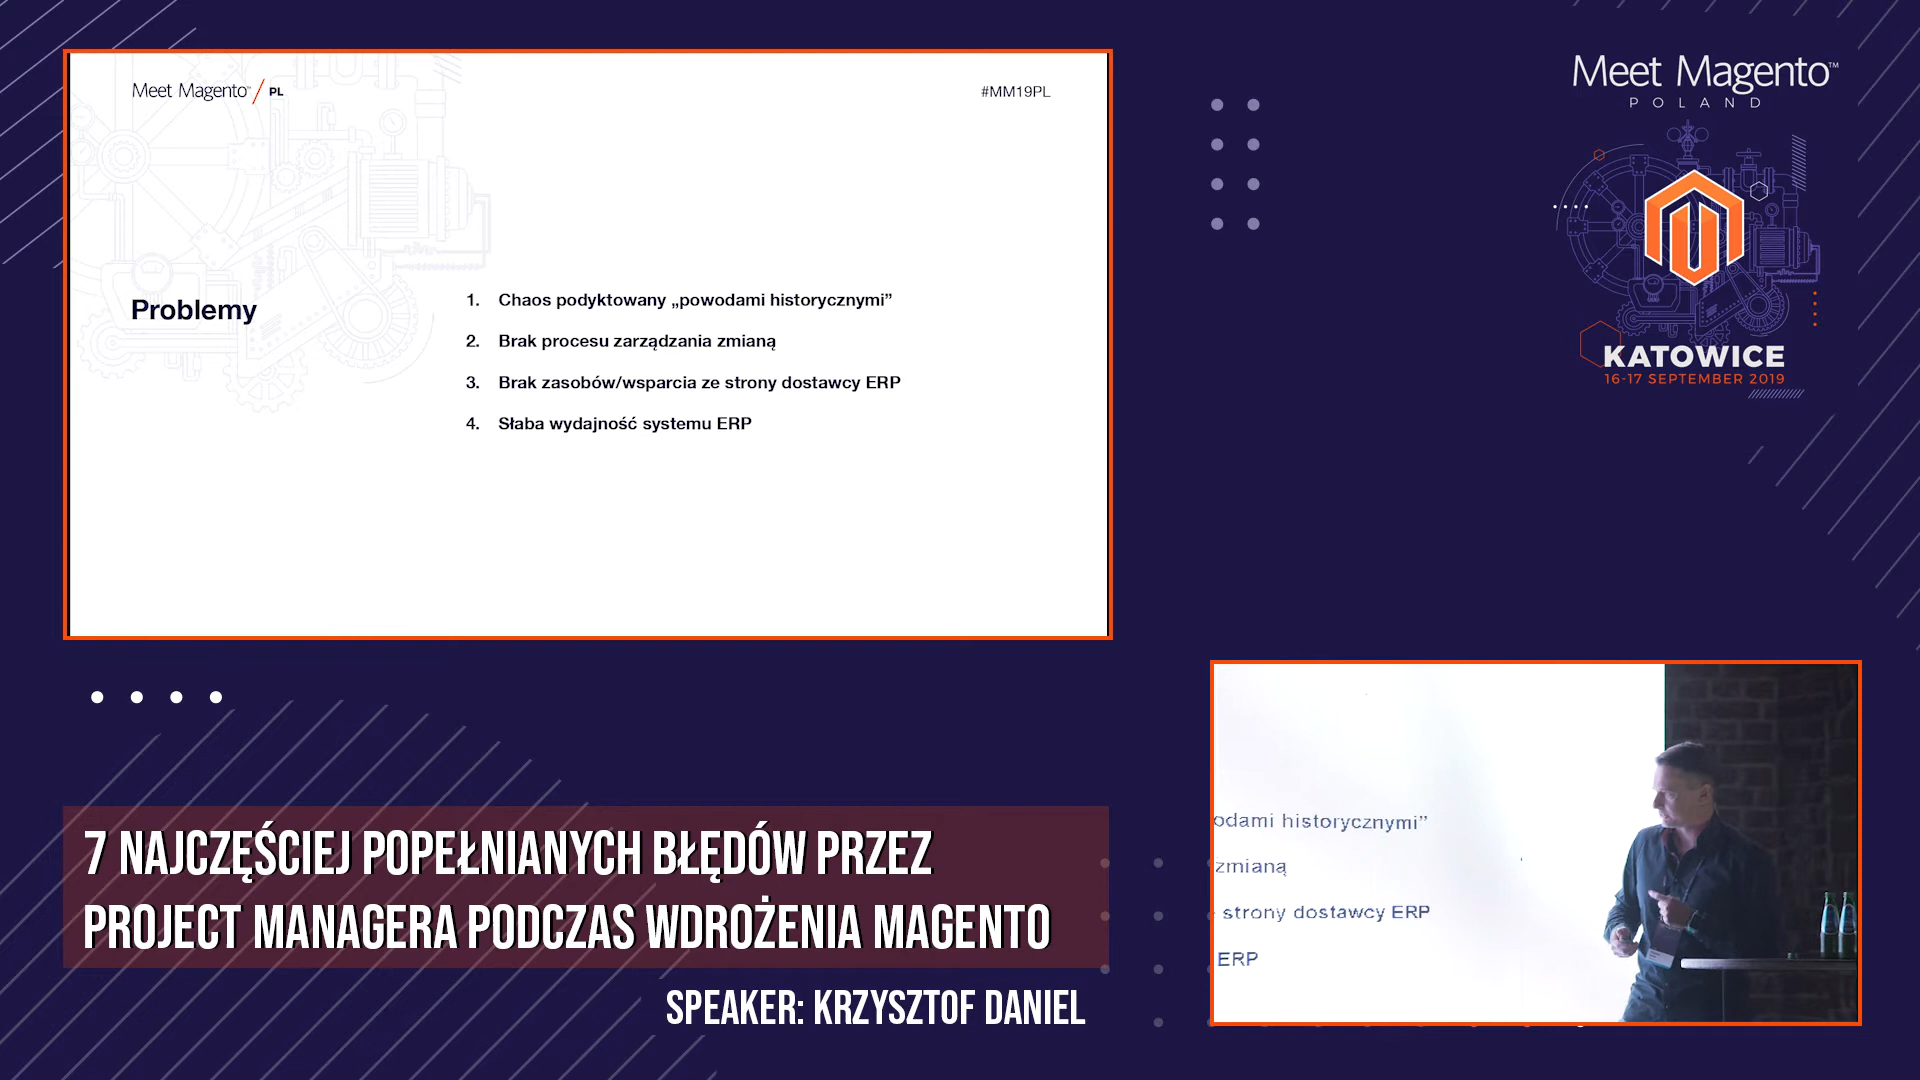 Meet Magento™ / PL
#MM19PL
Problemy
1. Chaos podyktowany „powodami historycznymi”
2. Brak procesu zarządzania zmianą
3. Brak zasobów/wsparcia ze strony dostawcy ERP
4. Słaba wydajność systemu ERP
Meet Magento™
POLAND
KATOWICE
16-17 SEPTEMBER 2019
odami historycznymi”
zmianą
strony dostawcy ERP
ERP
7 NAJCZĘŚCIEJ POPEŁNIANYCH BŁĘDÓW PRZEZ
PROJECT MANAGERA PODCZAS WDROŻENIA MAGENTO
SPEAKER: KRZYSZTOF DANIEL